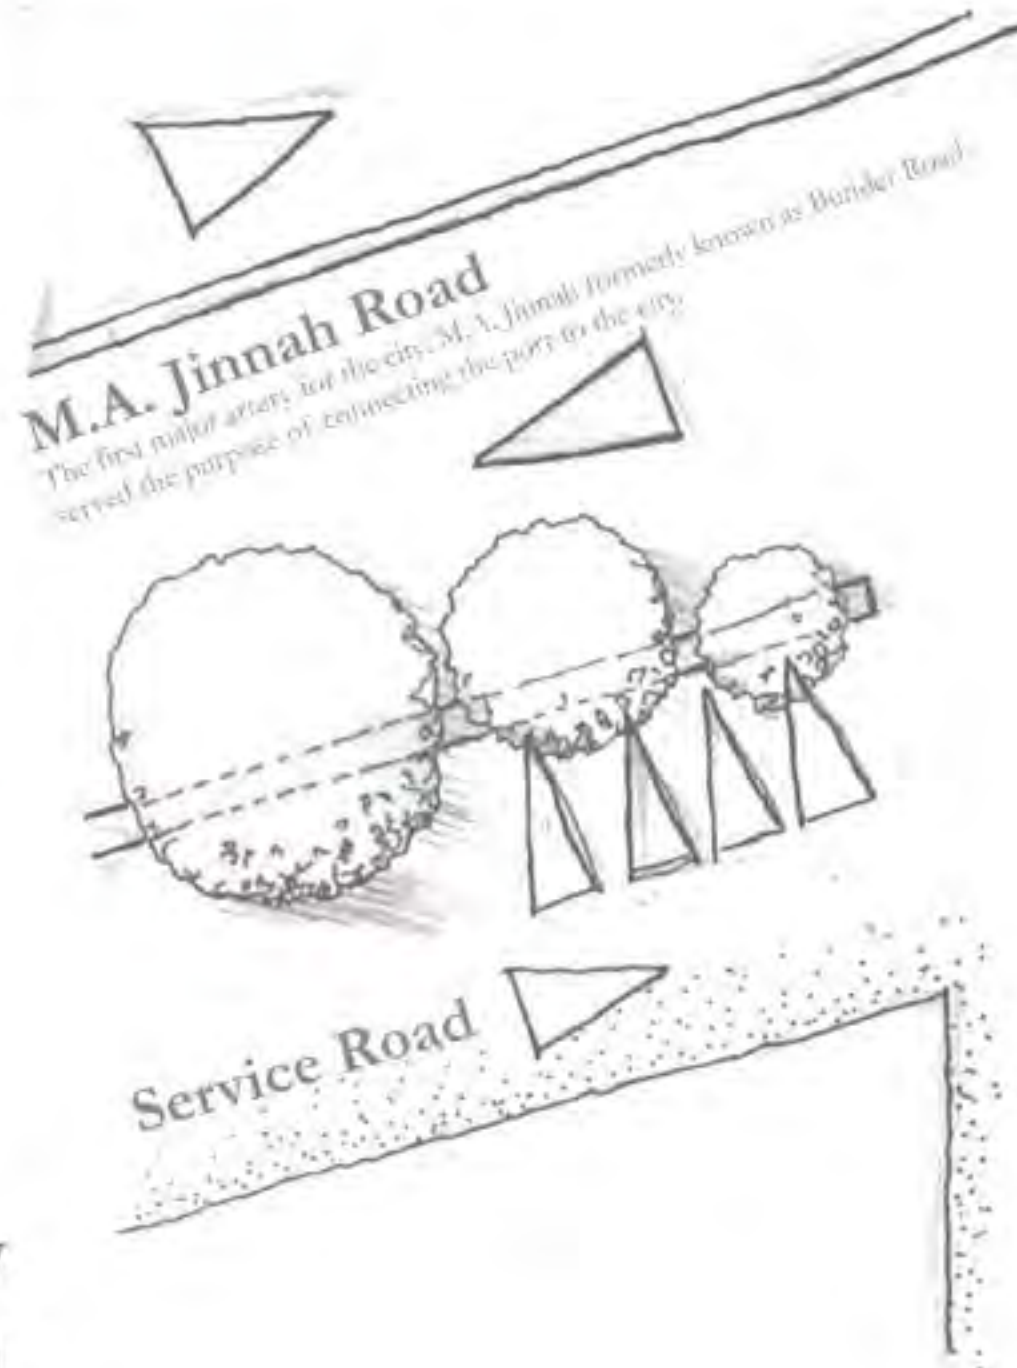 M.A. Jinnah Road
The first major artery for the city, M.A. Jinnah formerly known as Bunder Road
served the purpose of connecting the port to the city.
Service Road